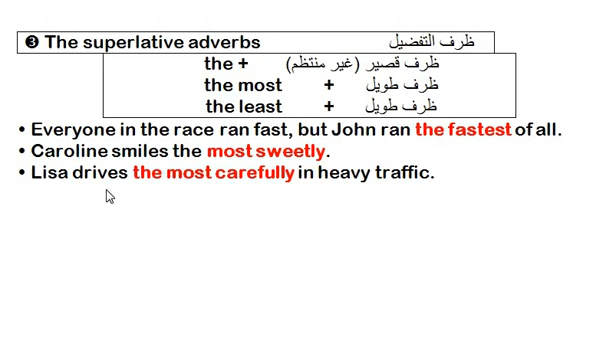 ❸ The superlative adverbs ظرف التفضيل
the + ظرف قصير (غير منتظم)
the most + ظرف طويل
the least + ظرف طويل
• Everyone in the race ran fast, but John ran the fastest of all.
• Caroline smiles the most sweetly.
• Lisa drives the most carefully in heavy traffic.